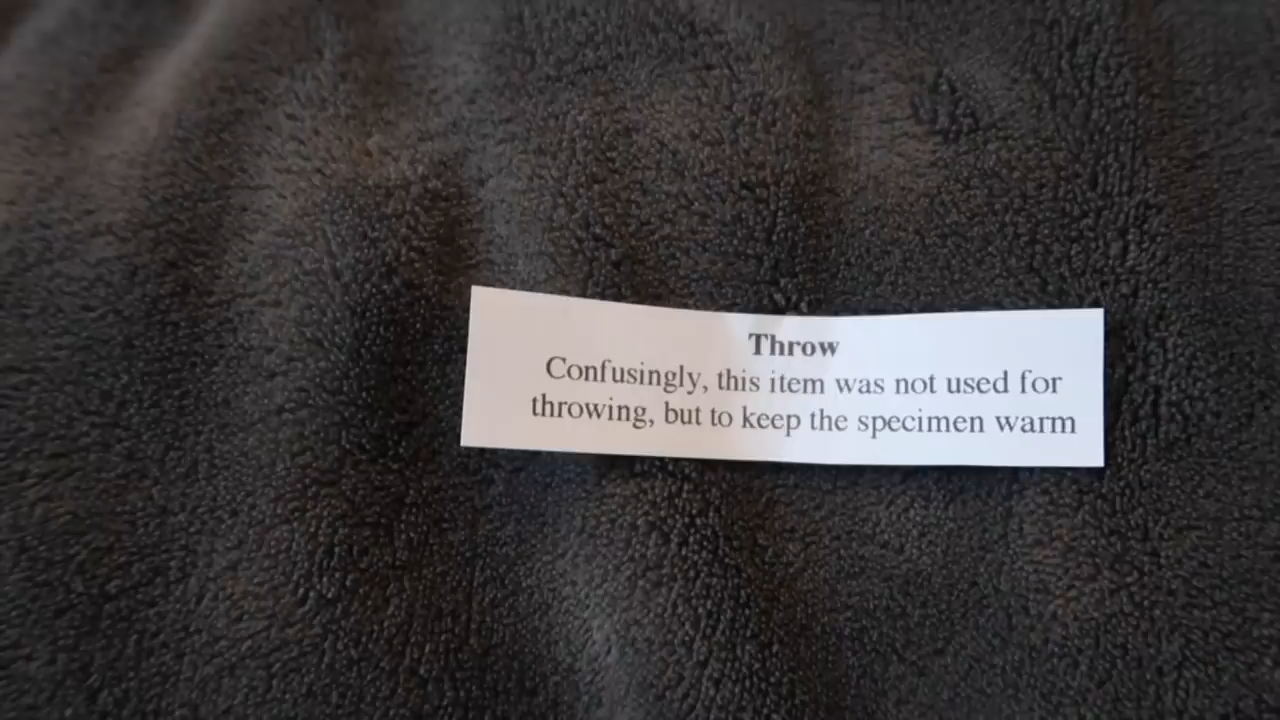 Throw
Confusingly, this item was not used for
throwing, but to keep the specimen warm